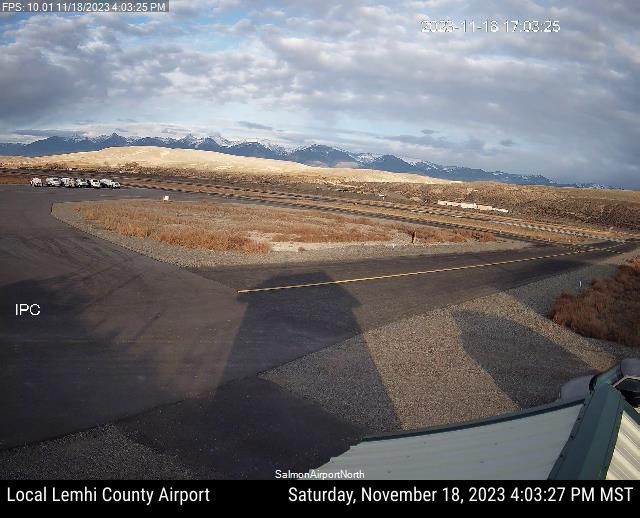 FPS: 10.01 11/18/2023 4:03:25 PM
2023-11-18 17:03:25
IPC
SalmonAirportNorth
Local Lemhi County Airport Saturday, November 18, 2023 4:03:27 PM MST